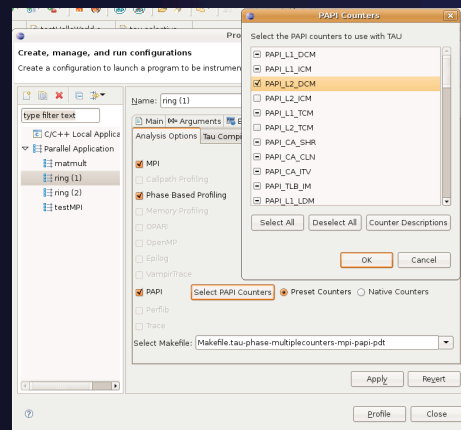 PAPI Counters
Select the PAPI counters to use with TAU
PAPI_L1_DCM
PAPI_L1_ICM
PAPI_L2_DCM
PAPI_L2_ICM
PAPI_L1_TCM
PAPI_L2_TCM
PAPI_CA_SHR
PAPI_CA_CLN
PAPI_CA_ITV
PAPI_TLB_IM
PAPI_L1_LDM
Select All Deselect All Counter Descriptions
OK Cancel
Pro
Create, manage, and run configurations
Create a configuration to launch a program to be instrumen
type filter text
C/C++ Local Applica
Parallel Application
matmult
ring (1)
ring (2)
testMPI
Name: ring (1)
Main Arguments E
Analysis Options Tau Compi
MPI
Callpath Profiling
Phase Based Profiling
Memory Profiling
OPARI
OpenMP
Epilog
VampirTrace
PAPI Select PAPI Counters Preset Counters Native Counters
Perflib
Trace
Select Makefile: Makefile.tau-phase-multiplecounters-mpi-papi-pdt
Apply Revert
Profile Close